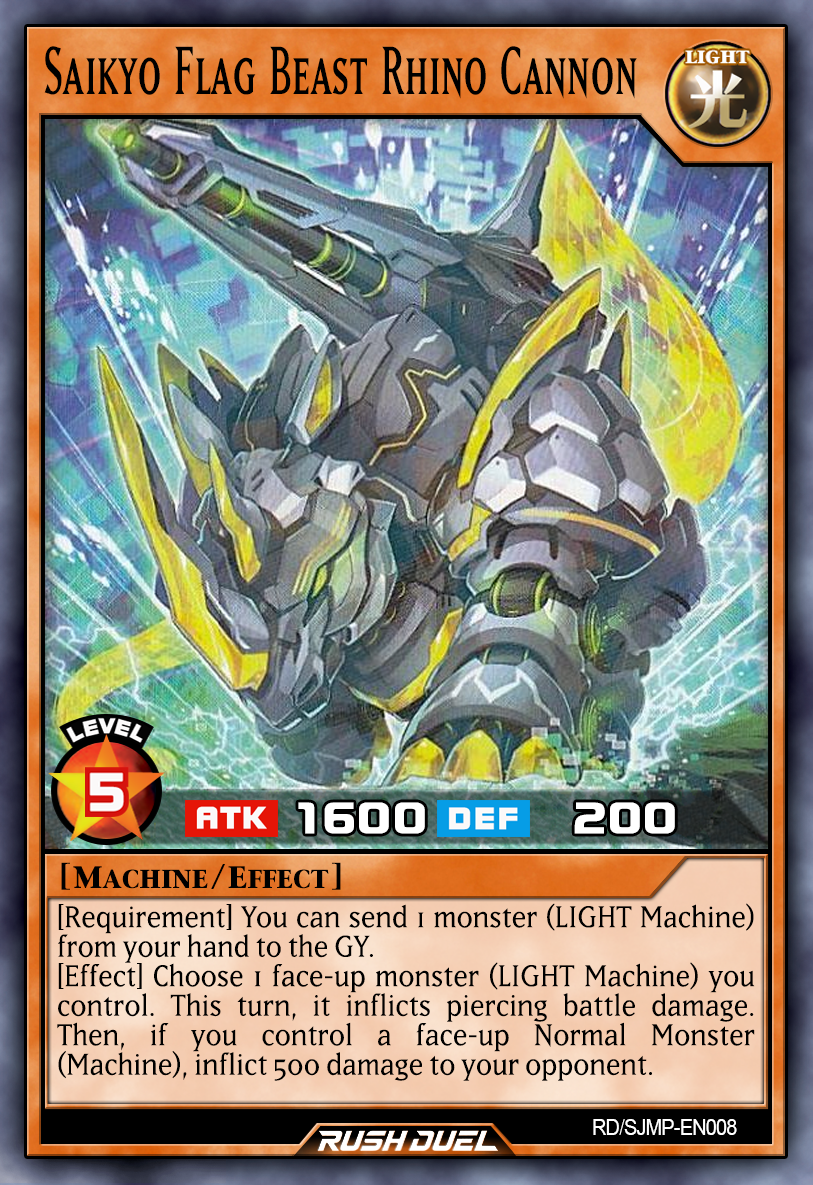 Saikyo Flag Beast Rhino Cannon
LIGHT
光
LEVEL
5
ATK 1600 DEF 200
[Machine/Effect]
[Requirement] You can send 1 monster (LIGHT Machine)
from your hand to the GY.
[Effect] Choose 1 face-up monster (LIGHT Machine) you
control. This turn, it inflicts piercing battle damage.
Then, if you control a face-up Normal Monster
(Machine), inflict 500 damage to your opponent.
RD/SJMP-EN008
RUSH DUEL